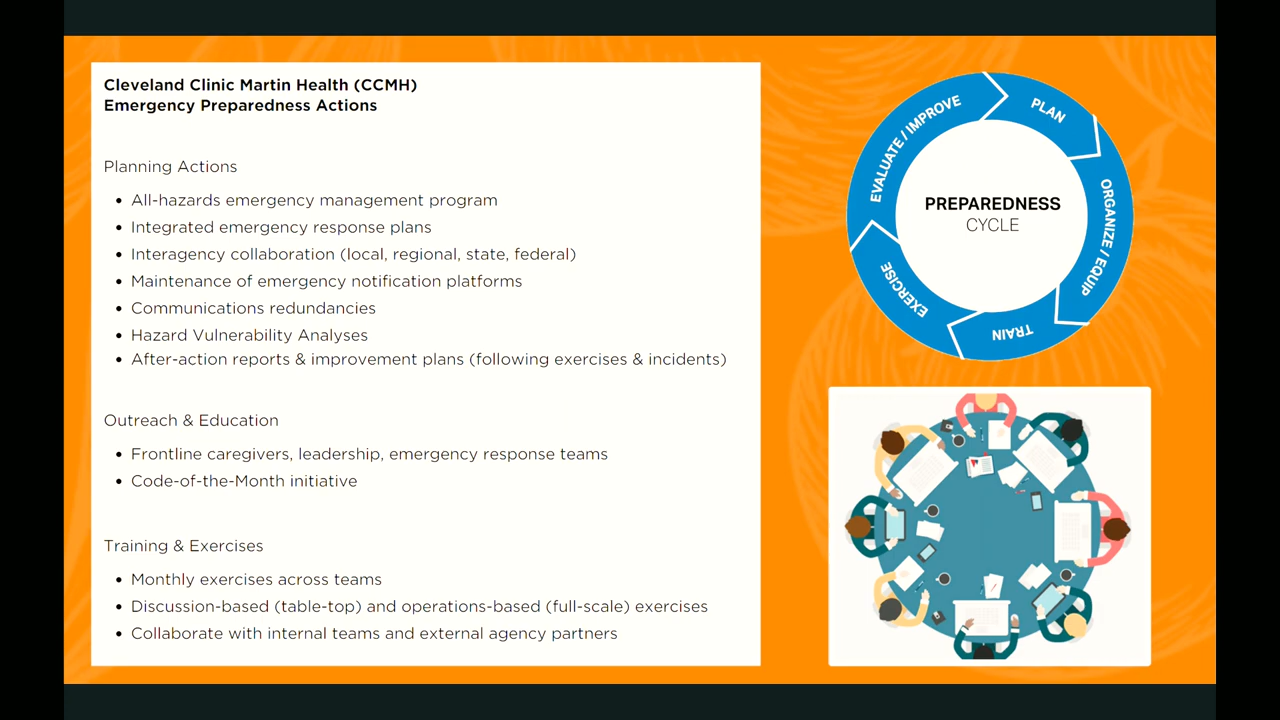 Cleveland Clinic Martin Health (CCMH)
Emergency Preparedness Actions
Planning Actions
• All-hazards emergency management program
• Integrated emergency response plans
• Interagency collaboration (local, regional, state, federal)
• Maintenance of emergency notification platforms
• Communications redundancies
• Hazard Vulnerability Analyses
• After-action reports & improvement plans (following exercises & incidents)
Outreach & Education
• Frontline caregivers, leadership, emergency response teams
• Code-of-the-Month initiative
Training & Exercises
• Monthly exercises across teams
• Discussion-based (table-top) and operations-based (full-scale) exercises
• Collaborate with internal teams and external agency partners
PREPAREDNESS
CYCLE
PLAN
ORGANIZE / EQUIP
TRAIN
EXERCISE
EVALUATE / IMPROVE